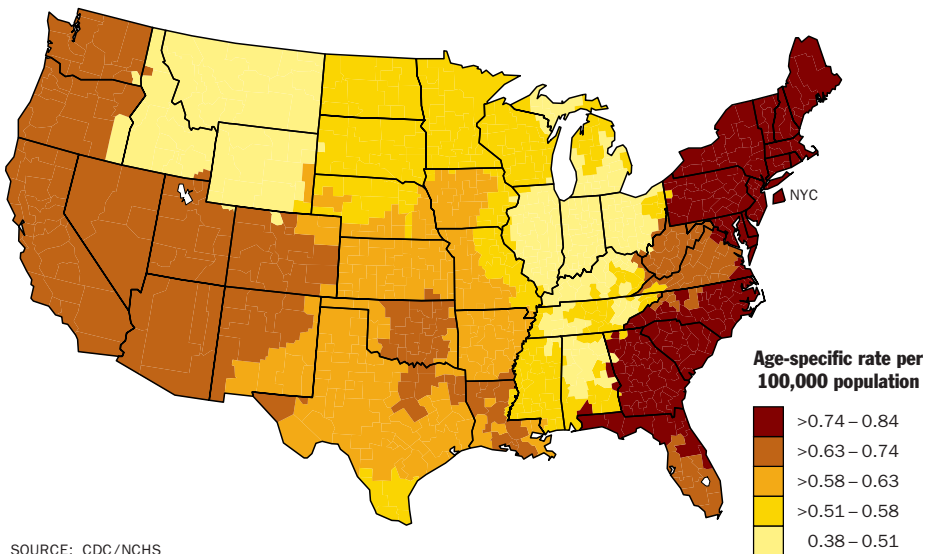 NYC
Age-specific rate per
100,000 population
>0.74 – 0.84
>0.63 – 0.74
>0.58 – 0.63
>0.51 – 0.58
0.38 – 0.51
SOURCE: CDC/NCHS